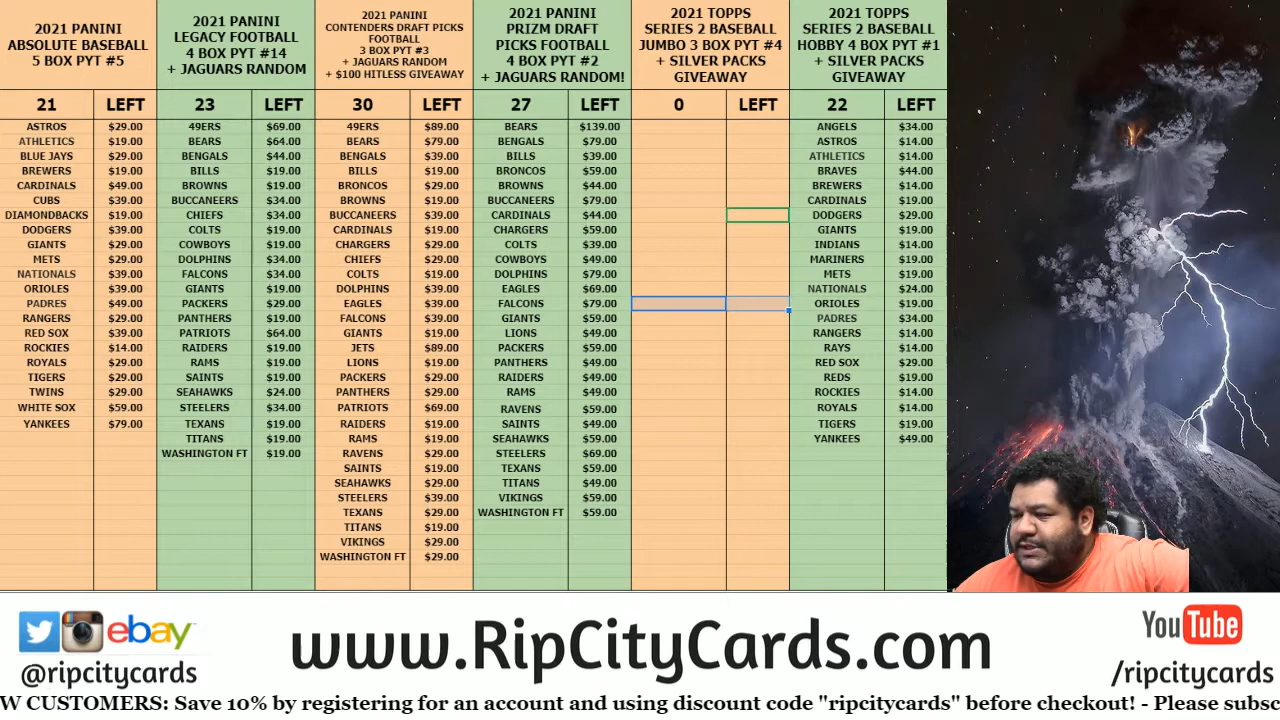 2021 PANINI
ABSOLUTE BASEBALL
5 BOX PYT #5
21 LEFT
ASTROS $29.00
ATHLETICS $19.00
BLUE JAYS $29.00
BREWERS $19.00
CARDINALS $49.00
CUBS $39.00
DIAMONDBACKS $19.00
DODGERS $39.00
GIANTS $29.00
METS $29.00
NATIONALS $39.00
ORIOLES $39.00
PADRES $49.00
RANGERS $29.00
RED SOX $39.00
ROCKIES $14.00
ROYALS $29.00
TIGERS $29.00
TWINS $29.00
WHITE SOX $59.00
YANKEES $79.00
2021 PANINI
LEGACY FOOTBALL
4 BOX PYT #14
+ JAGUARS RANDOM
23 LEFT
49ERS $69.00
BEARS $64.00
BENGALS $44.00
BILLS $19.00
BROWNS $19.00
BUCCANEERS $34.00
CHIEFS $34.00
COLTS $19.00
COWBOYS $19.00
DOLPHINS $34.00
FALCONS $34.00
GIANTS $19.00
PACKERS $29.00
PANTHERS $19.00
PATRIOTS $64.00
RAIDERS $19.00
RAMS $19.00
SAINTS $19.00
SEAHAWKS $24.00
STEELERS $34.00
TEXANS $19.00
TITANS $19.00
WASHINGTON FT $19.00
2021 PANINI
CONTENDERS DRAFT PICKS
FOOTBALL
3 BOX PYT #3
+ JAGUARS RANDOM
+ $100 HITLESS GIVEAWAY
30 LEFT
49ERS $89.00
BEARS $79.00
BENGALS $39.00
BILLS $19.00
BRONCOS $29.00
BROWNS $19.00
BUCCANEERS $39.00
CARDINALS $19.00
CHARGERS $29.00
CHIEFS $29.00
COLTS $19.00
DOLPHINS $39.00
EAGLES $39.00
FALCONS $39.00
GIANTS $19.00
JETS $89.00
LIONS $19.00
PACKERS $29.00
PANTHERS $29.00
PATRIOTS $69.00
RAIDERS $19.00
RAMS $19.00
RAVENS $29.00
SAINTS $19.00
SEAHAWKS $29.00
STEELERS $39.00
TEXANS $29.00
TITANS $19.00
VIKINGS $29.00
WASHINGTON FT $29.00
2021 PANINI
PRIZM DRAFT
PICKS FOOTBALL
4 BOX PYT #2
+ JAGUARS RANDOM!
27 LEFT
BEARS $139.00
BENGALS $79.00
BILLS $39.00
BRONCOS $59.00
BROWNS $44.00
BUCCANEERS $79.00
CARDINALS $44.00
CHARGERS $59.00
COLTS $39.00
COWBOYS $49.00
DOLPHINS $79.00
EAGLES $69.00
FALCONS $79.00
GIANTS $59.00
LIONS $49.00
PACKERS $59.00
PANTHERS $49.00
RAIDERS $49.00
RAMS $49.00
RAVENS $59.00
SAINTS $49.00
SEAHAWKS $59.00
STEELERS $69.00
TEXANS $59.00
TITANS $49.00
VIKINGS $59.00
WASHINGTON FT $59.00
2021 TOPPS
SERIES 2 BASEBALL
JUMBO 3 BOX PYT #4
+ SILVER PACKS
GIVEAWAY
0 LEFT
2021 TOPPS
SERIES 2 BASEBALL
HOBBY 4 BOX PYT #1
+ SILVER PACKS
GIVEAWAY
22 LEFT
ANGELS $34.00
ASTROS $14.00
ATHLETICS $14.00
BRAVES $44.00
BREWERS $14.00
CARDINALS $19.00
DODGERS $29.00
GIANTS $19.00
INDIANS $14.00
MARINERS $19.00
METS $19.00
NATIONALS $24.00
ORIOLES $19.00
PADRES $34.00
RANGERS $14.00
RAYS $14.00
RED SOX $29.00
REDS $19.00
ROCKIES $14.00
ROYALS $14.00
TIGERS $19.00
YANKEES $49.00
ebay
@ripcitycards
www.RipCityCards.com
YouTube
/ripcitycards
W CUSTOMERS: Save 10% by registering for an account and using discount code "ripcitycards" before checkout! - Please subsc